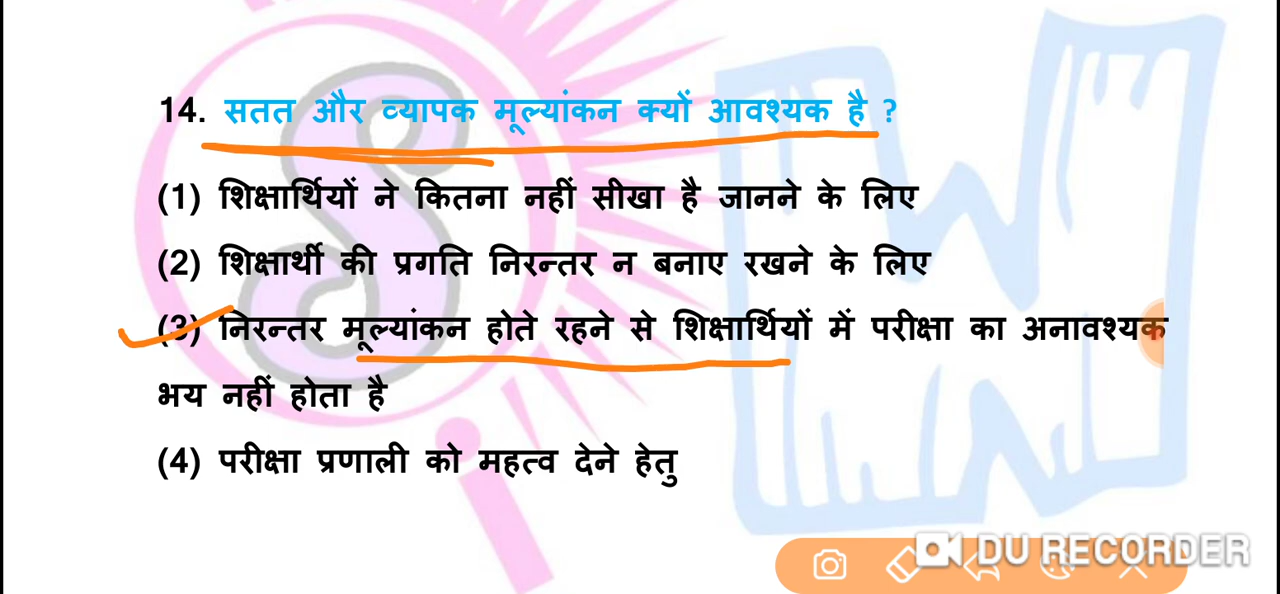 14. सतत और व्यापक मूल्यांकन क्यों आवश्यक है ?
(1) शिक्षार्थियों ने कितना नहीं सीखा है जानने के लिए
(2) शिक्षार्थी की प्रगति निरन्तर न बनाए रखने के लिए
(3) निरन्तर मूल्यांकन होते रहने से शिक्षार्थियों में परीक्षा का अनावश्यक
भय नहीं होता है
(4) परीक्षा प्रणाली को महत्व देने हेतु
DU RECORDER